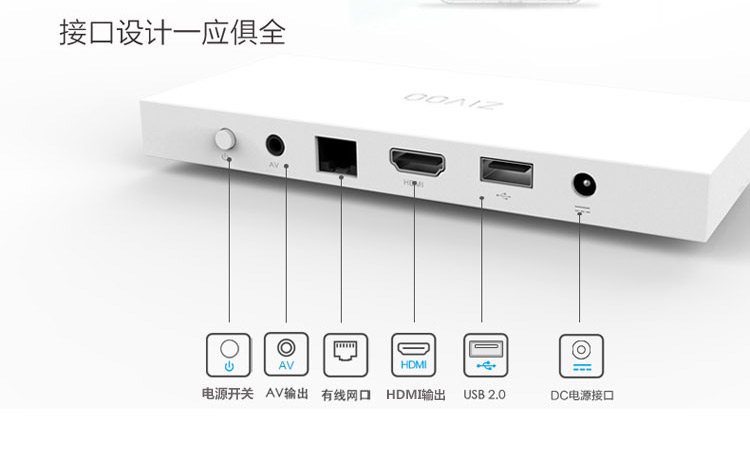 接口设计一应俱全
ZIVOO
AV
HDMI
AV
HDMI
电源开关
AV输出
有线网口
HDMI输出
USB 2.0
DC电源接口